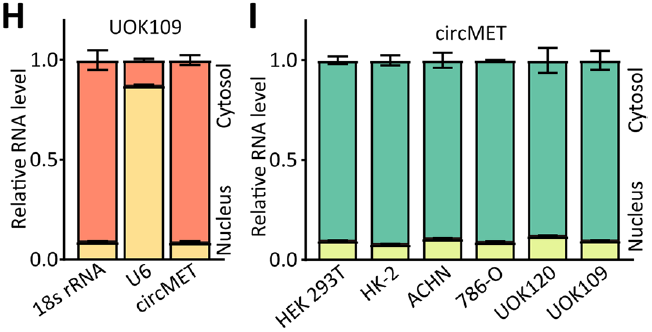 H
UOK109
Relative RNA level
1.0
0.5
0.0
Cytosol
Nucleus
18s rRNA
U6
circMET
I
circMET
Relative RNA level
1.0
0.5
0.0
Cytosol
Nucleus
HEK 293T
HK-2
ACHN
786-O
UOK120
UOK109